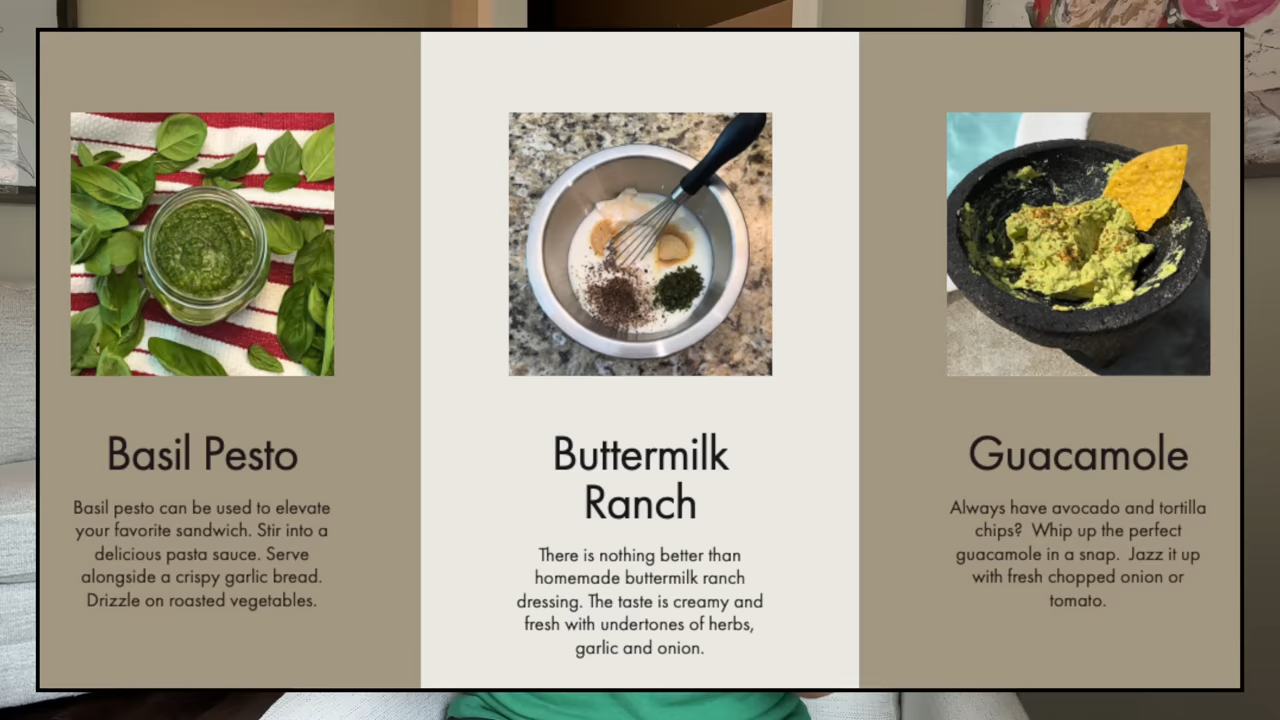 Basil Pesto
Basil pesto can be used to elevate
your favorite sandwich. Stir into a
delicious pasta sauce. Serve
alongside a crispy garlic bread.
Drizzle on roasted vegetables.
Buttermilk
Ranch
There is nothing better than
homemade buttermilk ranch
dressing. The taste is creamy and
fresh with undertones of herbs,
garlic and onion.
Guacamole
Always have avocado and tortilla
chips?  Whip up the perfect
guacamole in a snap.  Jazz it up
with fresh chopped onion or
tomato.